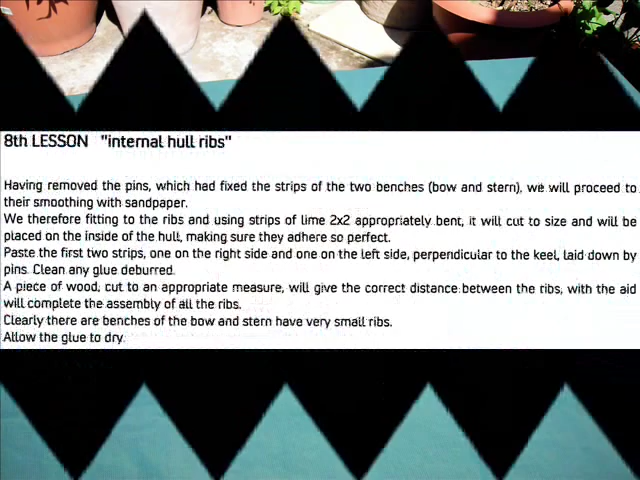 8th LESSON "internal hull ribs"
Having removed the pins, which had fixed the strips of the two benches (bow and stern), we will proceed to
their smoothing with sandpaper.
We therefore fitting to the ribs and using strips of lime 2x2 appropriately bent, it will cut to size and will be
placed on the inside of the hull, making sure they adhere so perfect.
Paste the first two strips, one on the right side and one on the left side, perpendicular to the keel, laid down by
pins. Clean any glue deburred.
A piece of wood, cut to an appropriate measure, will give the correct distance between the ribs, with the aid
will complete the assembly of all the ribs.
Clearly there are benches of the bow and stern have very small ribs.
Allow the glue to dry.